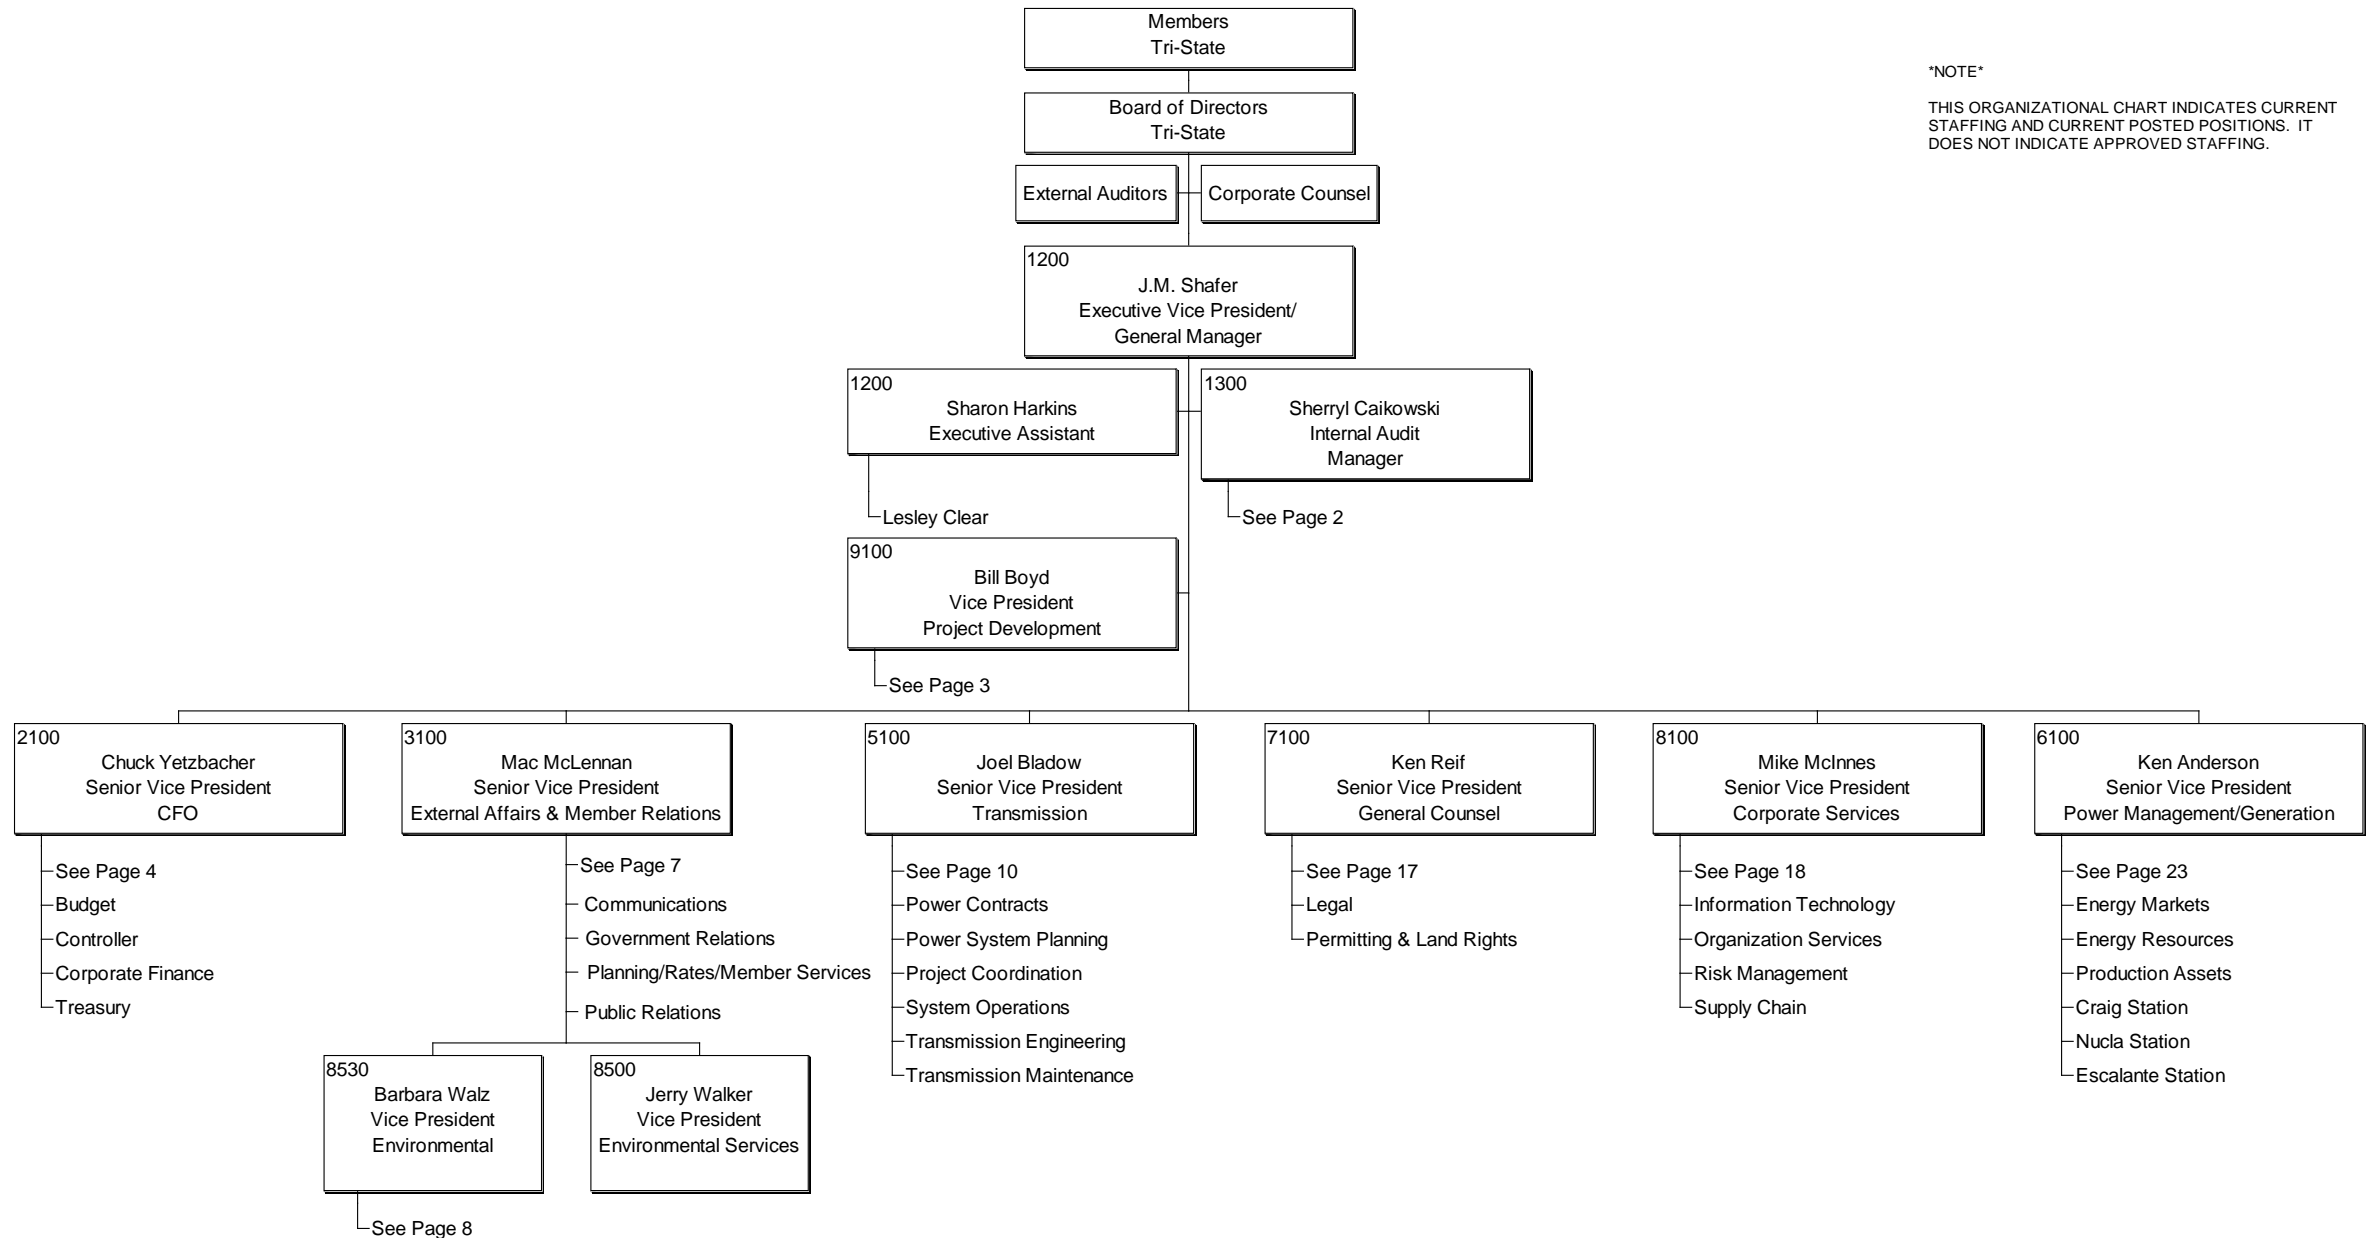 Members
Tri-State
*NOTE*
THIS ORGANIZATIONAL CHART INDICATES CURRENT
STAFFING AND CURRENT POSTED POSITIONS. IT
DOES NOT INDICATE APPROVED STAFFING.
Board of Directors
Tri-State
External Auditors
Corporate Counsel
1200
J.M. Shafer
Executive Vice President/
General Manager
1200
Sharon Harkins
Executive Assistant
Lesley Clear
1300
Sherryl Caikowski
Internal Audit
Manager
See Page 2
9100
Bill Boyd
Vice President
Project Development
See Page 3
2100
Chuck Yetzbacher
Senior Vice President
CFO
See Page 4
Budget
Controller
Corporate Finance
Treasury
3100
Mac McLennan
Senior Vice President
External Affairs & Member Relations
See Page 7
Communications
Government Relations
Planning/Rates/Member Services
Public Relations
8530
Barbara Walz
Vice President
Environmental
See Page 8
8500
Jerry Walker
Vice President
Environmental Services
5100
Joel Bladow
Senior Vice President
Transmission
See Page 10
Power Contracts
Power System Planning
Project Coordination
System Operations
Transmission Engineering
Transmission Maintenance
7100
Ken Reif
Senior Vice President
General Counsel
See Page 17
Legal
Permitting & Land Rights
8100
Mike McInnes
Senior Vice President
Corporate Services
See Page 18
Information Technology
Organization Services
Risk Management
Supply Chain
6100
Ken Anderson
Senior Vice President
Power Management/Generation
See Page 23
Energy Markets
Energy Resources
Production Assets
Craig Station
Nucla Station
Escalante Station